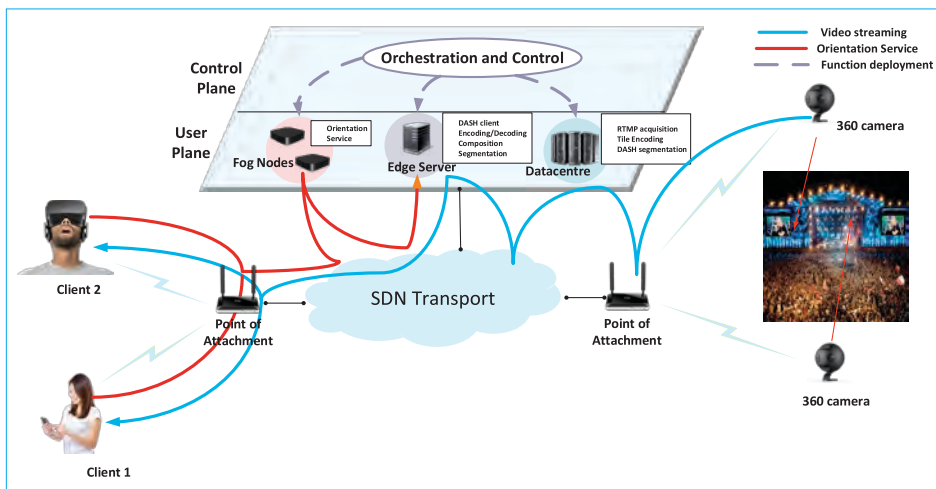 Video streaming
Orientation Service
Function deployment
Orchestration and Control
Control
Plane
User
Plane
Orientation
Service
Fog Nodes
DASH client
Encoding/Decoding
Composition
Segmentation
Edge Server
RTMP acquisition
Tile Encoding
DASH segmentation
Datacentre
360 camera
Client 2
SDN Transport
Point of
Attachment
Point of
Attachment
360 camera
Client 1